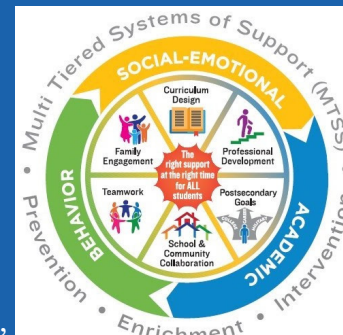 Multi Tiered Systems of Support (MTSS)
SOCIAL-EMOTIONAL
Curriculum
Design
Family
Engagement
Professional
Development
The
right support
at the right time
for ALL
students
Teamwork
Postsecondary
Goals
School &
Community
Collaboration
BEHAVIOR
ACADEMIC
• Prevention • Enrichment • Intervention •
,